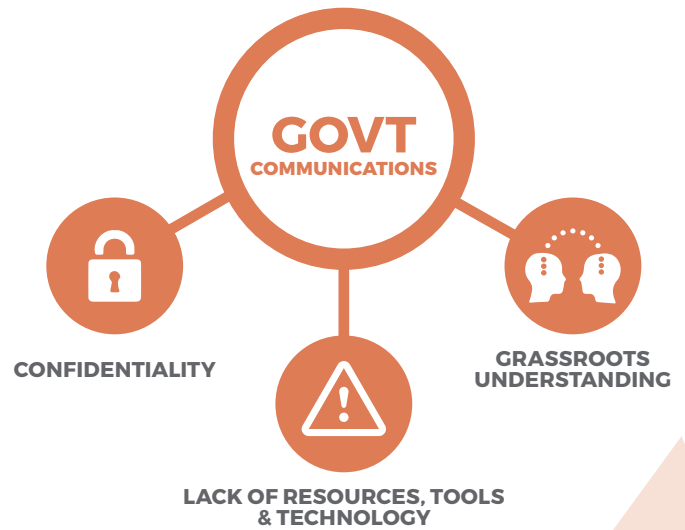 GOVT
COMMUNICATIONS
CONFIDENTIALITY
GRASSROOTS
UNDERSTANDING
LACK OF RESOURCES, TOOLS
& TECHNOLOGY